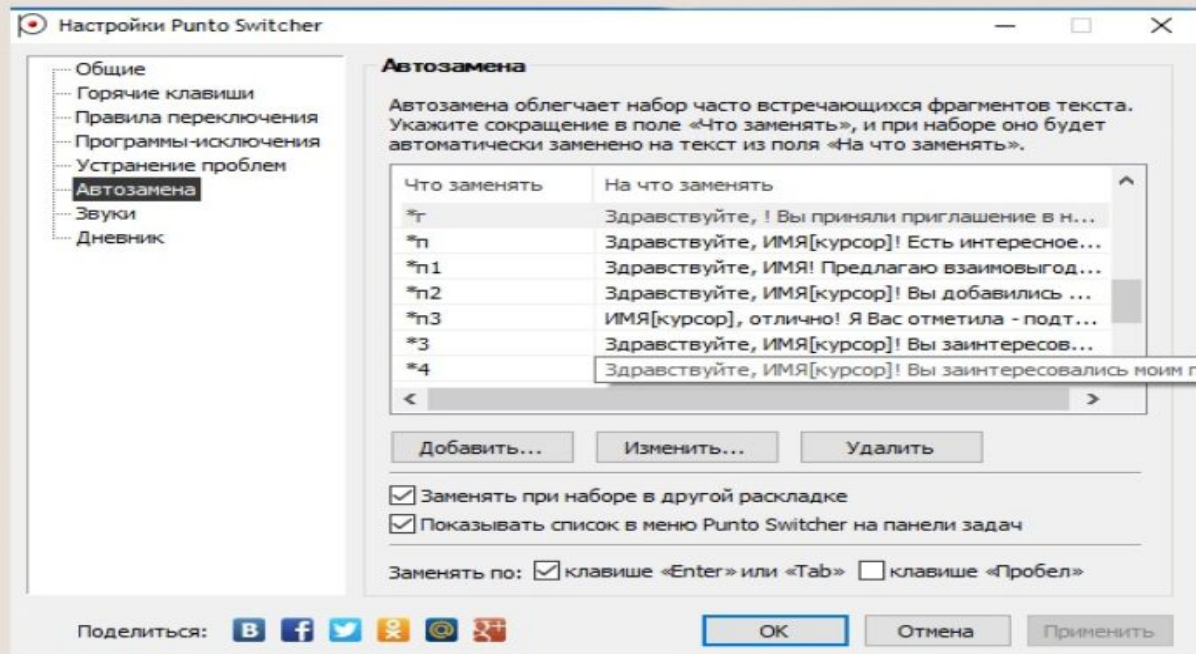 Настройки Punto Switcher
Общие
Горячие клавиши
Правила переключения
Программы-исключения
Устранение проблем
Автозамена
Звуки
Дневник
Автозамена
Автозамена облегчает набор часто встречающихся фрагментов текста.
Укажите сокращение в поле «Что заменять», и при наборе оно будет
автоматически заменено на текст из поля «На что заменять».
Что заменять На что заменять
*г Здравствуйте, ! Вы приняли приглашение в н...
*п Здравствуйте, ИМЯ[курсор]! Есть интересное...
*п1 Здравствуйте, ИМЯ! Предлагаю взаимовыгод...
*п2 Здравствуйте, ИМЯ[курсор]! Вы добавились ...
*п3 ИМЯ[курсор], отлично! Я Вас отметила - подт...
*3 Здравствуйте, ИМЯ[курсор]! Вы заинтересов...
*4 Здравствуйте, ИМЯ[курсор]! Вы заинтересовались моим п
Добавить... Изменить... Удалить
Заменять при наборе в другой раскладке
Показывать список в меню Punto Switcher на панели задач
Заменять по: клавише «Enter» или «Tab» клавише «Пробел»
Поделиться: OK Отмена Применить